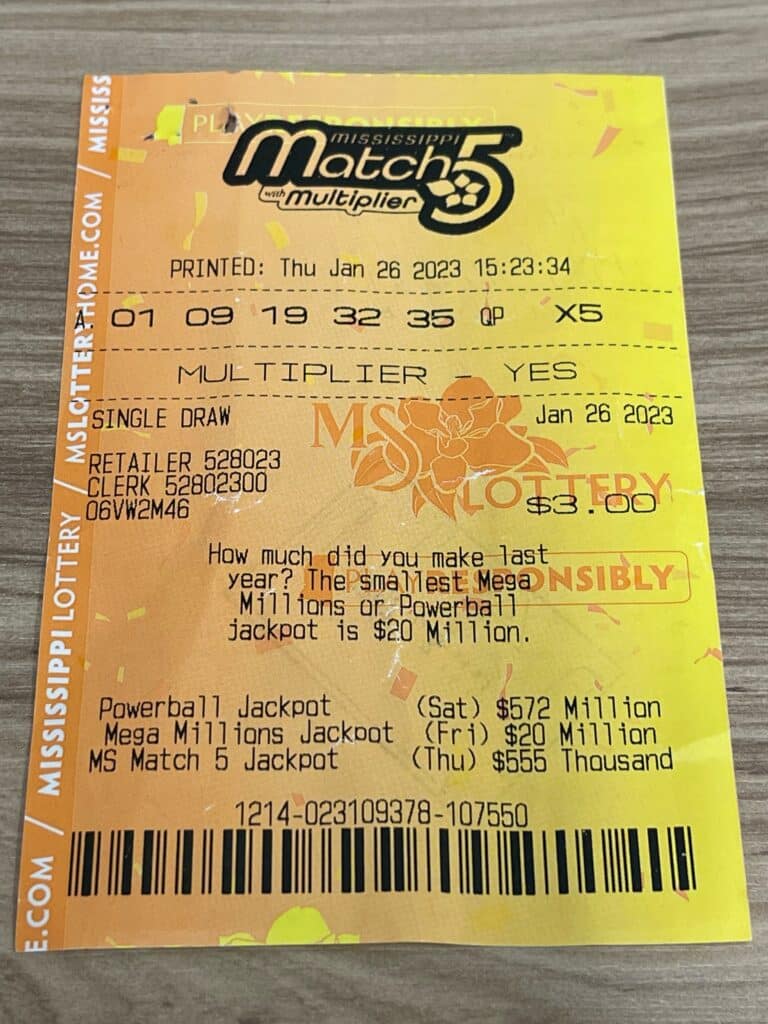 PLAY RESPONSIBLY
MISSISSIPPI
Match 5
with Multiplier
PRINTED: Thu Jan 26 2023 15:23:34
A. 01 09 19 32 35 QP X5
MULTIPLIER - YES
SINGLE DRAW Jan 26 2023
MS LOTTERY
RETAILER 528023
CLERK 52802300
06VW2M46 $3.00
How much did you make last
year? The smallest Mega
Millions or Powerball
jackpot is $20 Million.
PLAY RESPONSIBLY
Powerball Jackpot (Sat) $572 Million
Mega Millions Jackpot (Fri) $20 Million
MS Match 5 Jackpot (Thu) $555 Thousand
1214-023109378-107550
E.COM / MISSISSIPPI LOTTERY / MSLOTTERYHOME.COM / MISSISS